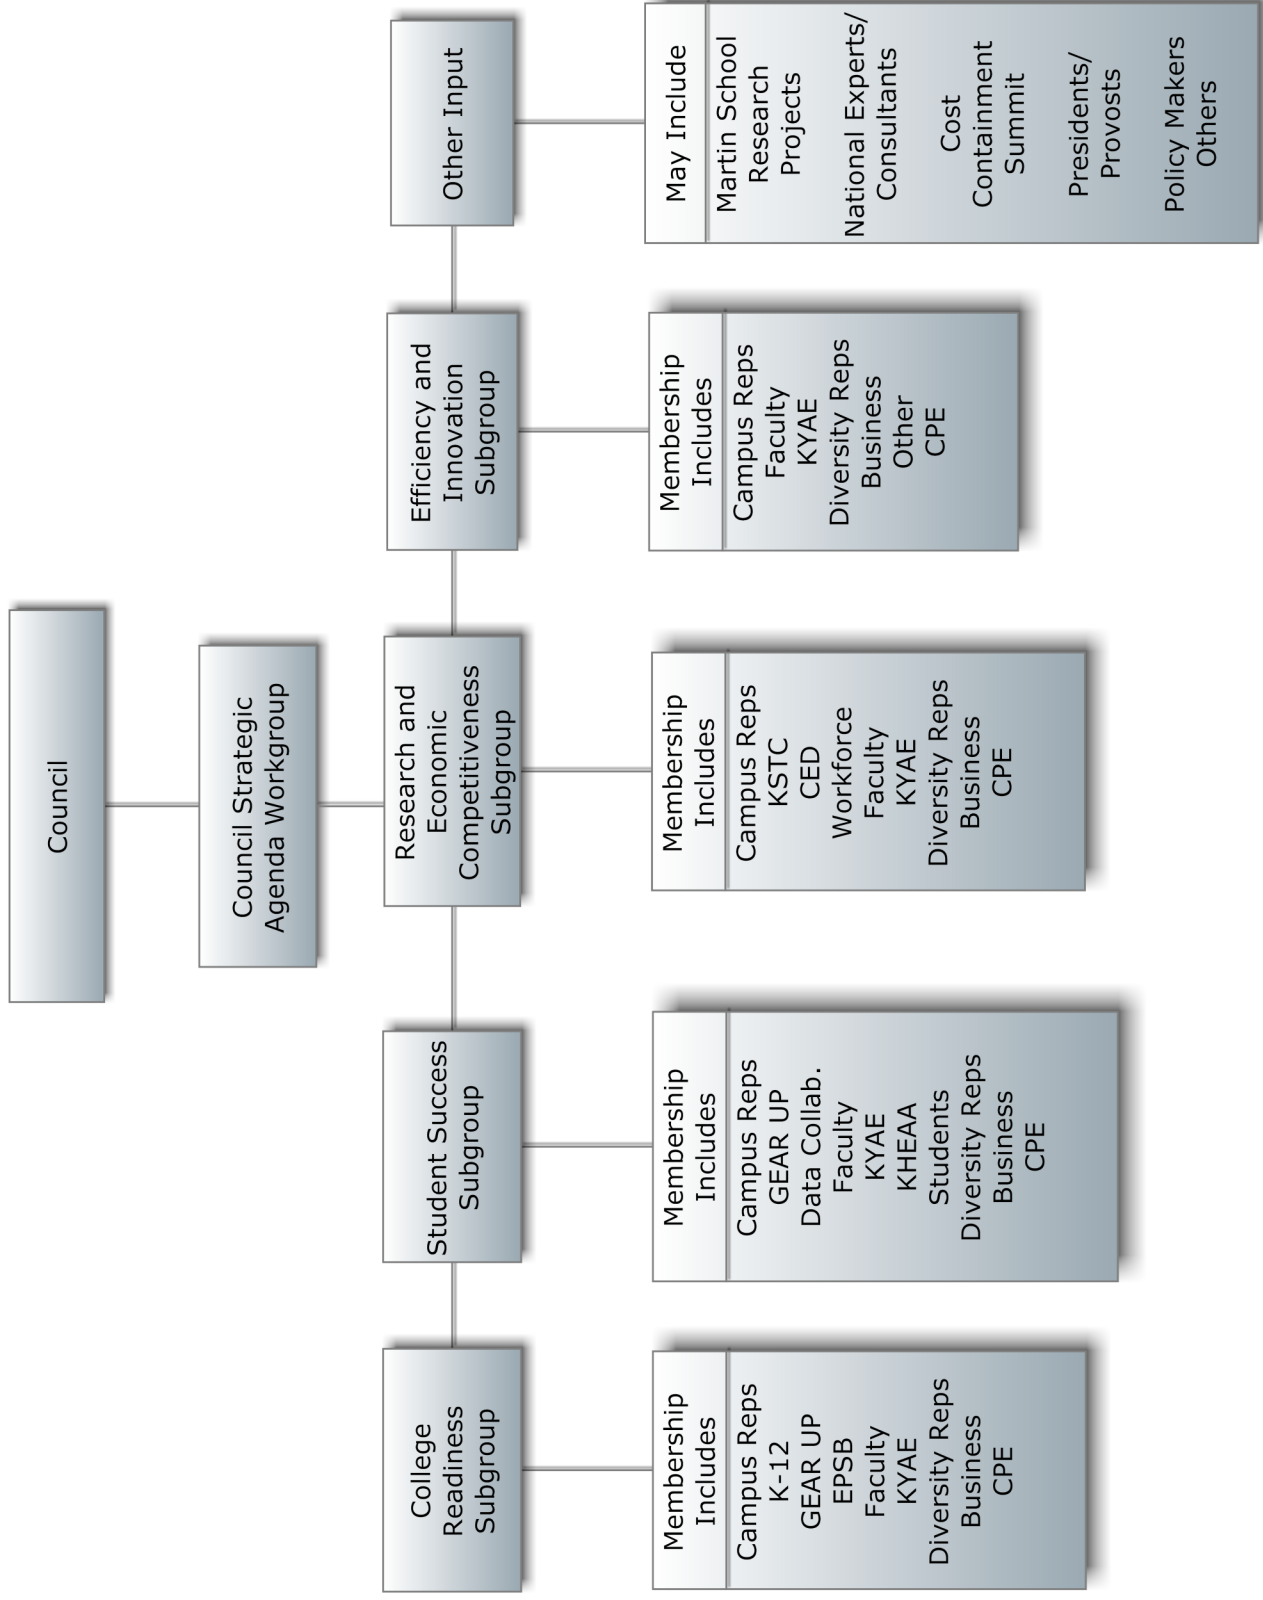 Council
Council Strategic
Agenda Workgroup
College
Readiness
Subgroup
Student Success
Subgroup
Research and
Economic
Competitiveness
Subgroup
Efficiency and
Innovation
Subgroup
Other Input
Membership
Includes
Campus Reps
K-12
GEAR UP
EPSB
Faculty
KYAE
Diversity Reps
Business
CPE
Membership
Includes
Campus Reps
GEAR UP
Data Collab.
Faculty
KYAE
KHEAA
Students
Diversity Reps
Business
CPE
Membership
Includes
Campus Reps
KSTC
CED
Workforce
Faculty
KYAE
Diversity Reps
Business
CPE
Membership
Includes
Campus Reps
Faculty
KYAE
Diversity Reps
Business
Other
CPE
May Include
Martin School
Research
Projects
National Experts/
Consultants
Cost
Containment
Summit
Presidents/
Provosts
Policy Makers
Others